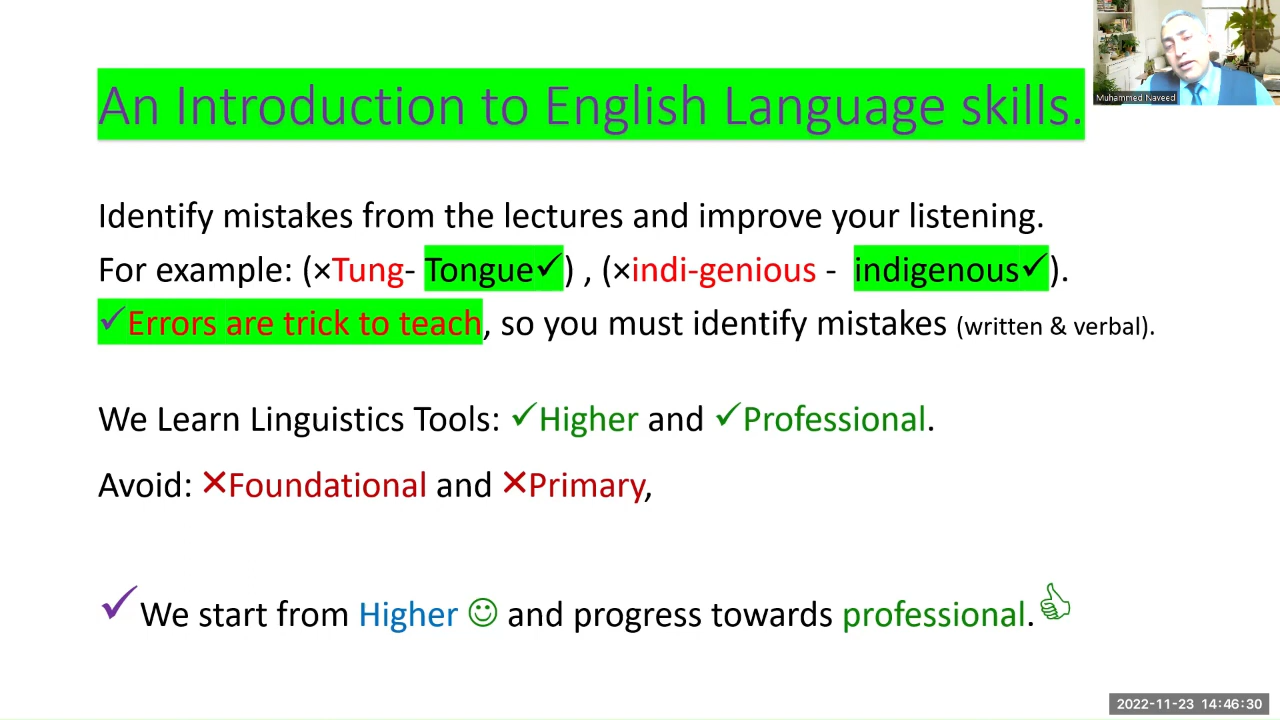 An Introduction to English Language skills.
Muhammed Naveed
Identify mistakes from the lectures and improve your listening.
For example: (×Tung- Tongue✓) , (×indi-genious - indigenous✓).
✓Errors are trick to teach, so you must identify mistakes (written & verbal).
We Learn Linguistics Tools: ✓Higher and ✓Professional.
Avoid: ×Foundational and ×Primary,
✓We start from Higher ☺ and progress towards professional.👍
2022-11-23 14:46:30